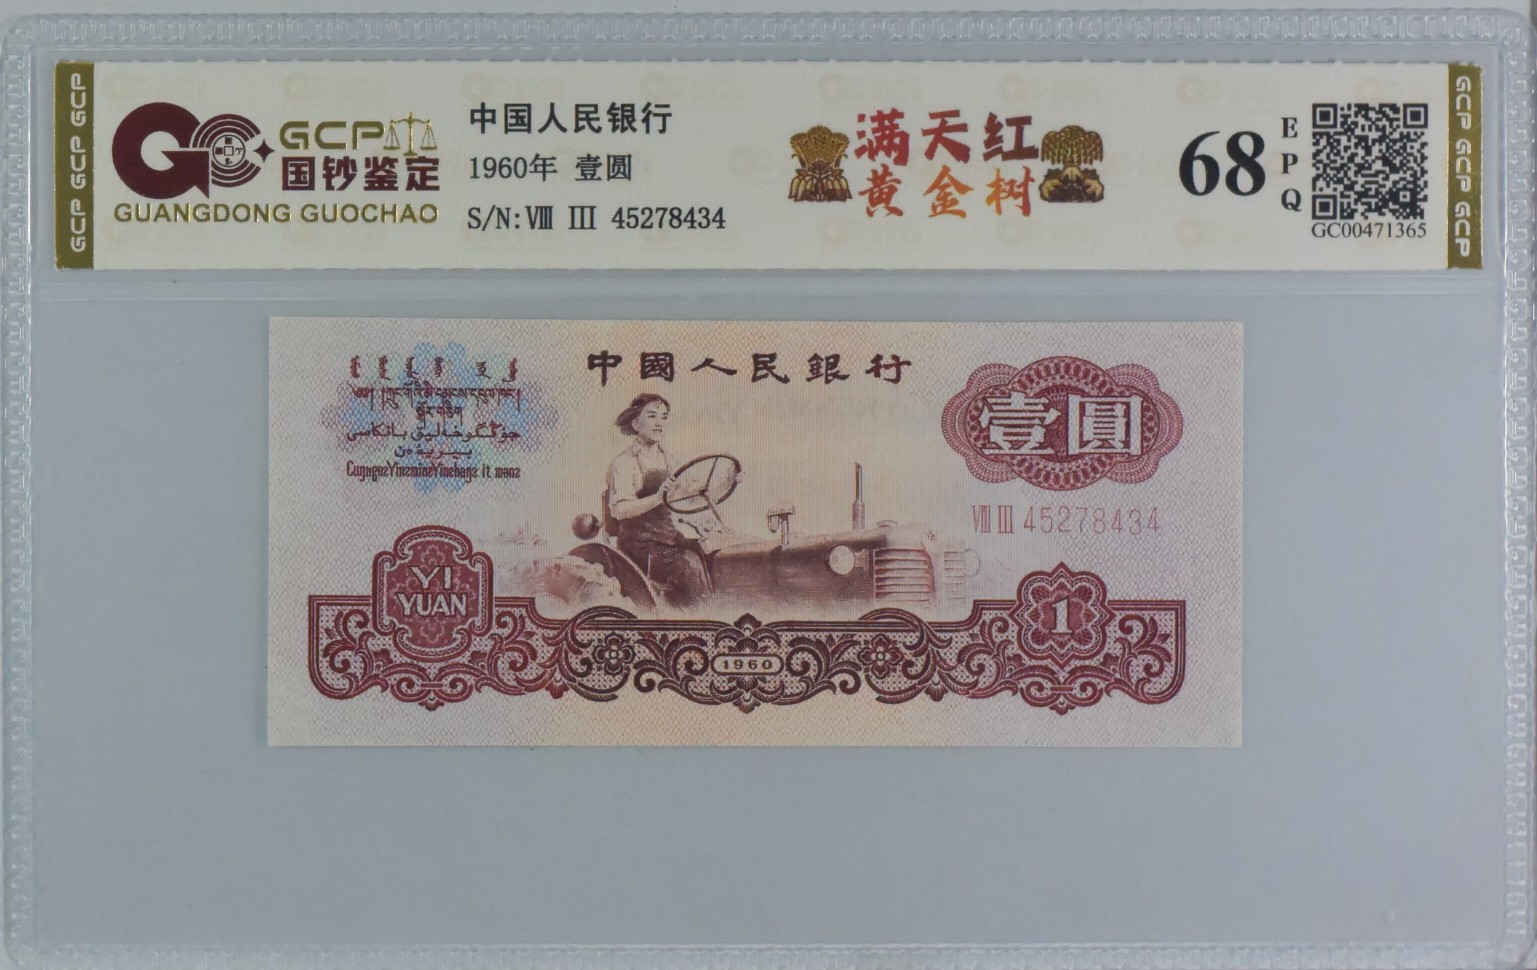 GCP
国钞鉴定
GUANGDONG GUOCHAO
中国人民银行
1960年 壹圆
S/N: Ⅷ Ⅲ 45278434
满天红
黄金树
68
EPQ
GC00471365
GCP GCP GCP
GCP GCP GCP
中國人民銀行
壹圓
Ⅷ Ⅲ 45278434
YI
YUAN
1960
1